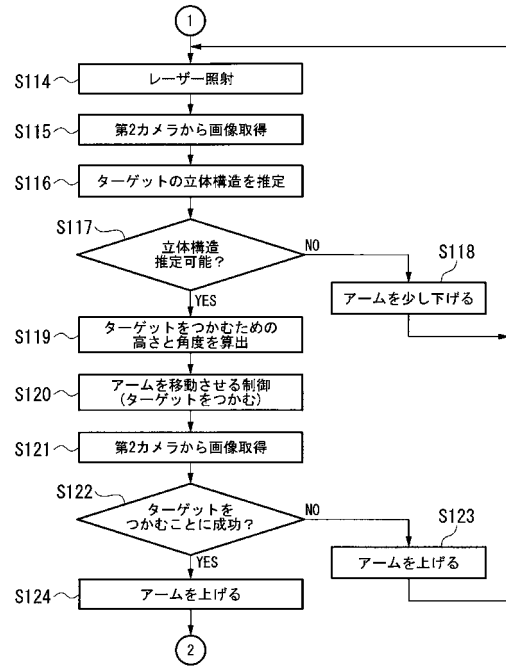 1
S114
レーザー照射
S115
第2カメラから画像取得
S116
ターゲットの立体構造を推定
S117
立体構造
推定可能?
NO
S118
アームを少し下げる
YES
S119
ターゲットをつかむための
高さと角度を算出
S120
アームを移動させる制御
(ターゲットをつかむ)
S121
第2カメラから画像取得
S122
ターゲットを
つかむことに成功?
NO
S123
アームを上げる
YES
S124
アームを上げる
2